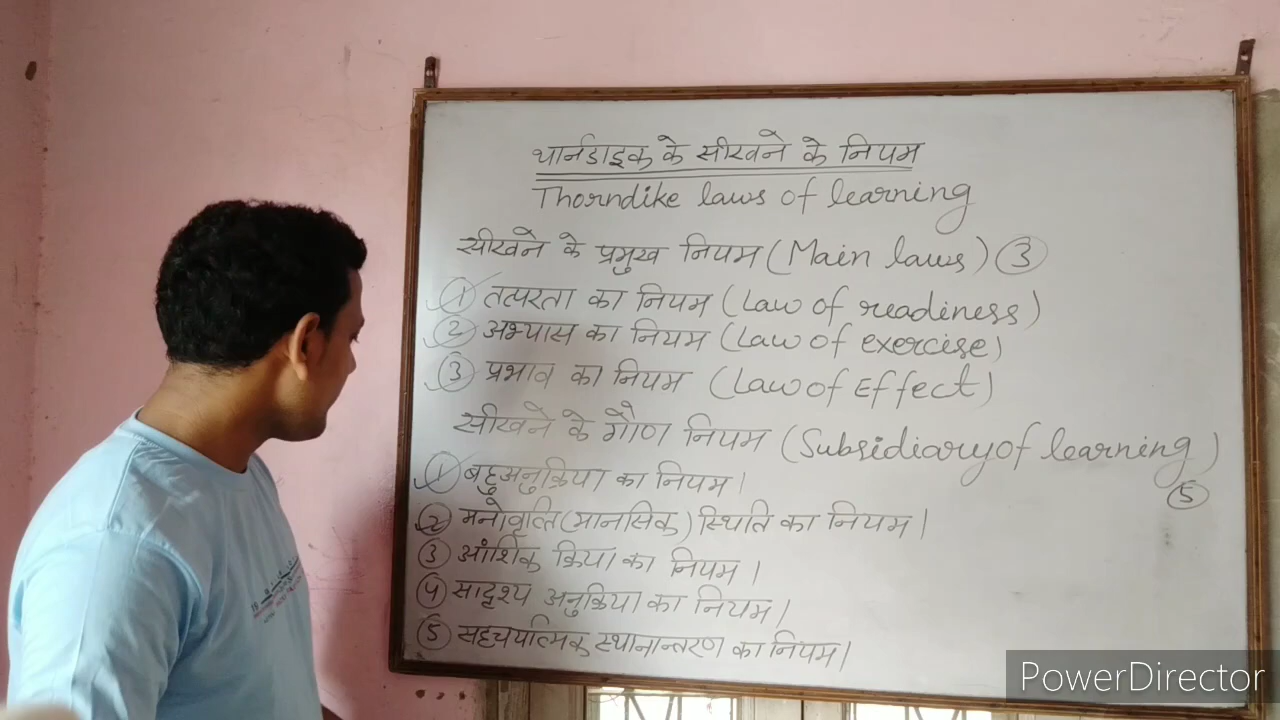 थार्नडाइक के सीखने के नियम
Thorndike laws of learning
सीखने के प्रमुख नियम (Main laws) 3
1 तत्परता का नियम (Law of readiness)
2 अभ्यास का नियम (Law of exercise)
3 प्रभाव का नियम (Law of Effect)
सीखने के गौण नियम (Subsidiary of learning)
5
1 बहुअनुक्रिया का नियम।
2 मनोवृत्ति (मानसिक) स्थिति का नियम।
3 आंशिक क्रिया का नियम।
4 सादृश्य अनुक्रिया का नियम।
5 सहचर्यात्मिक स्थानान्तरण का नियम।
PowerDirector